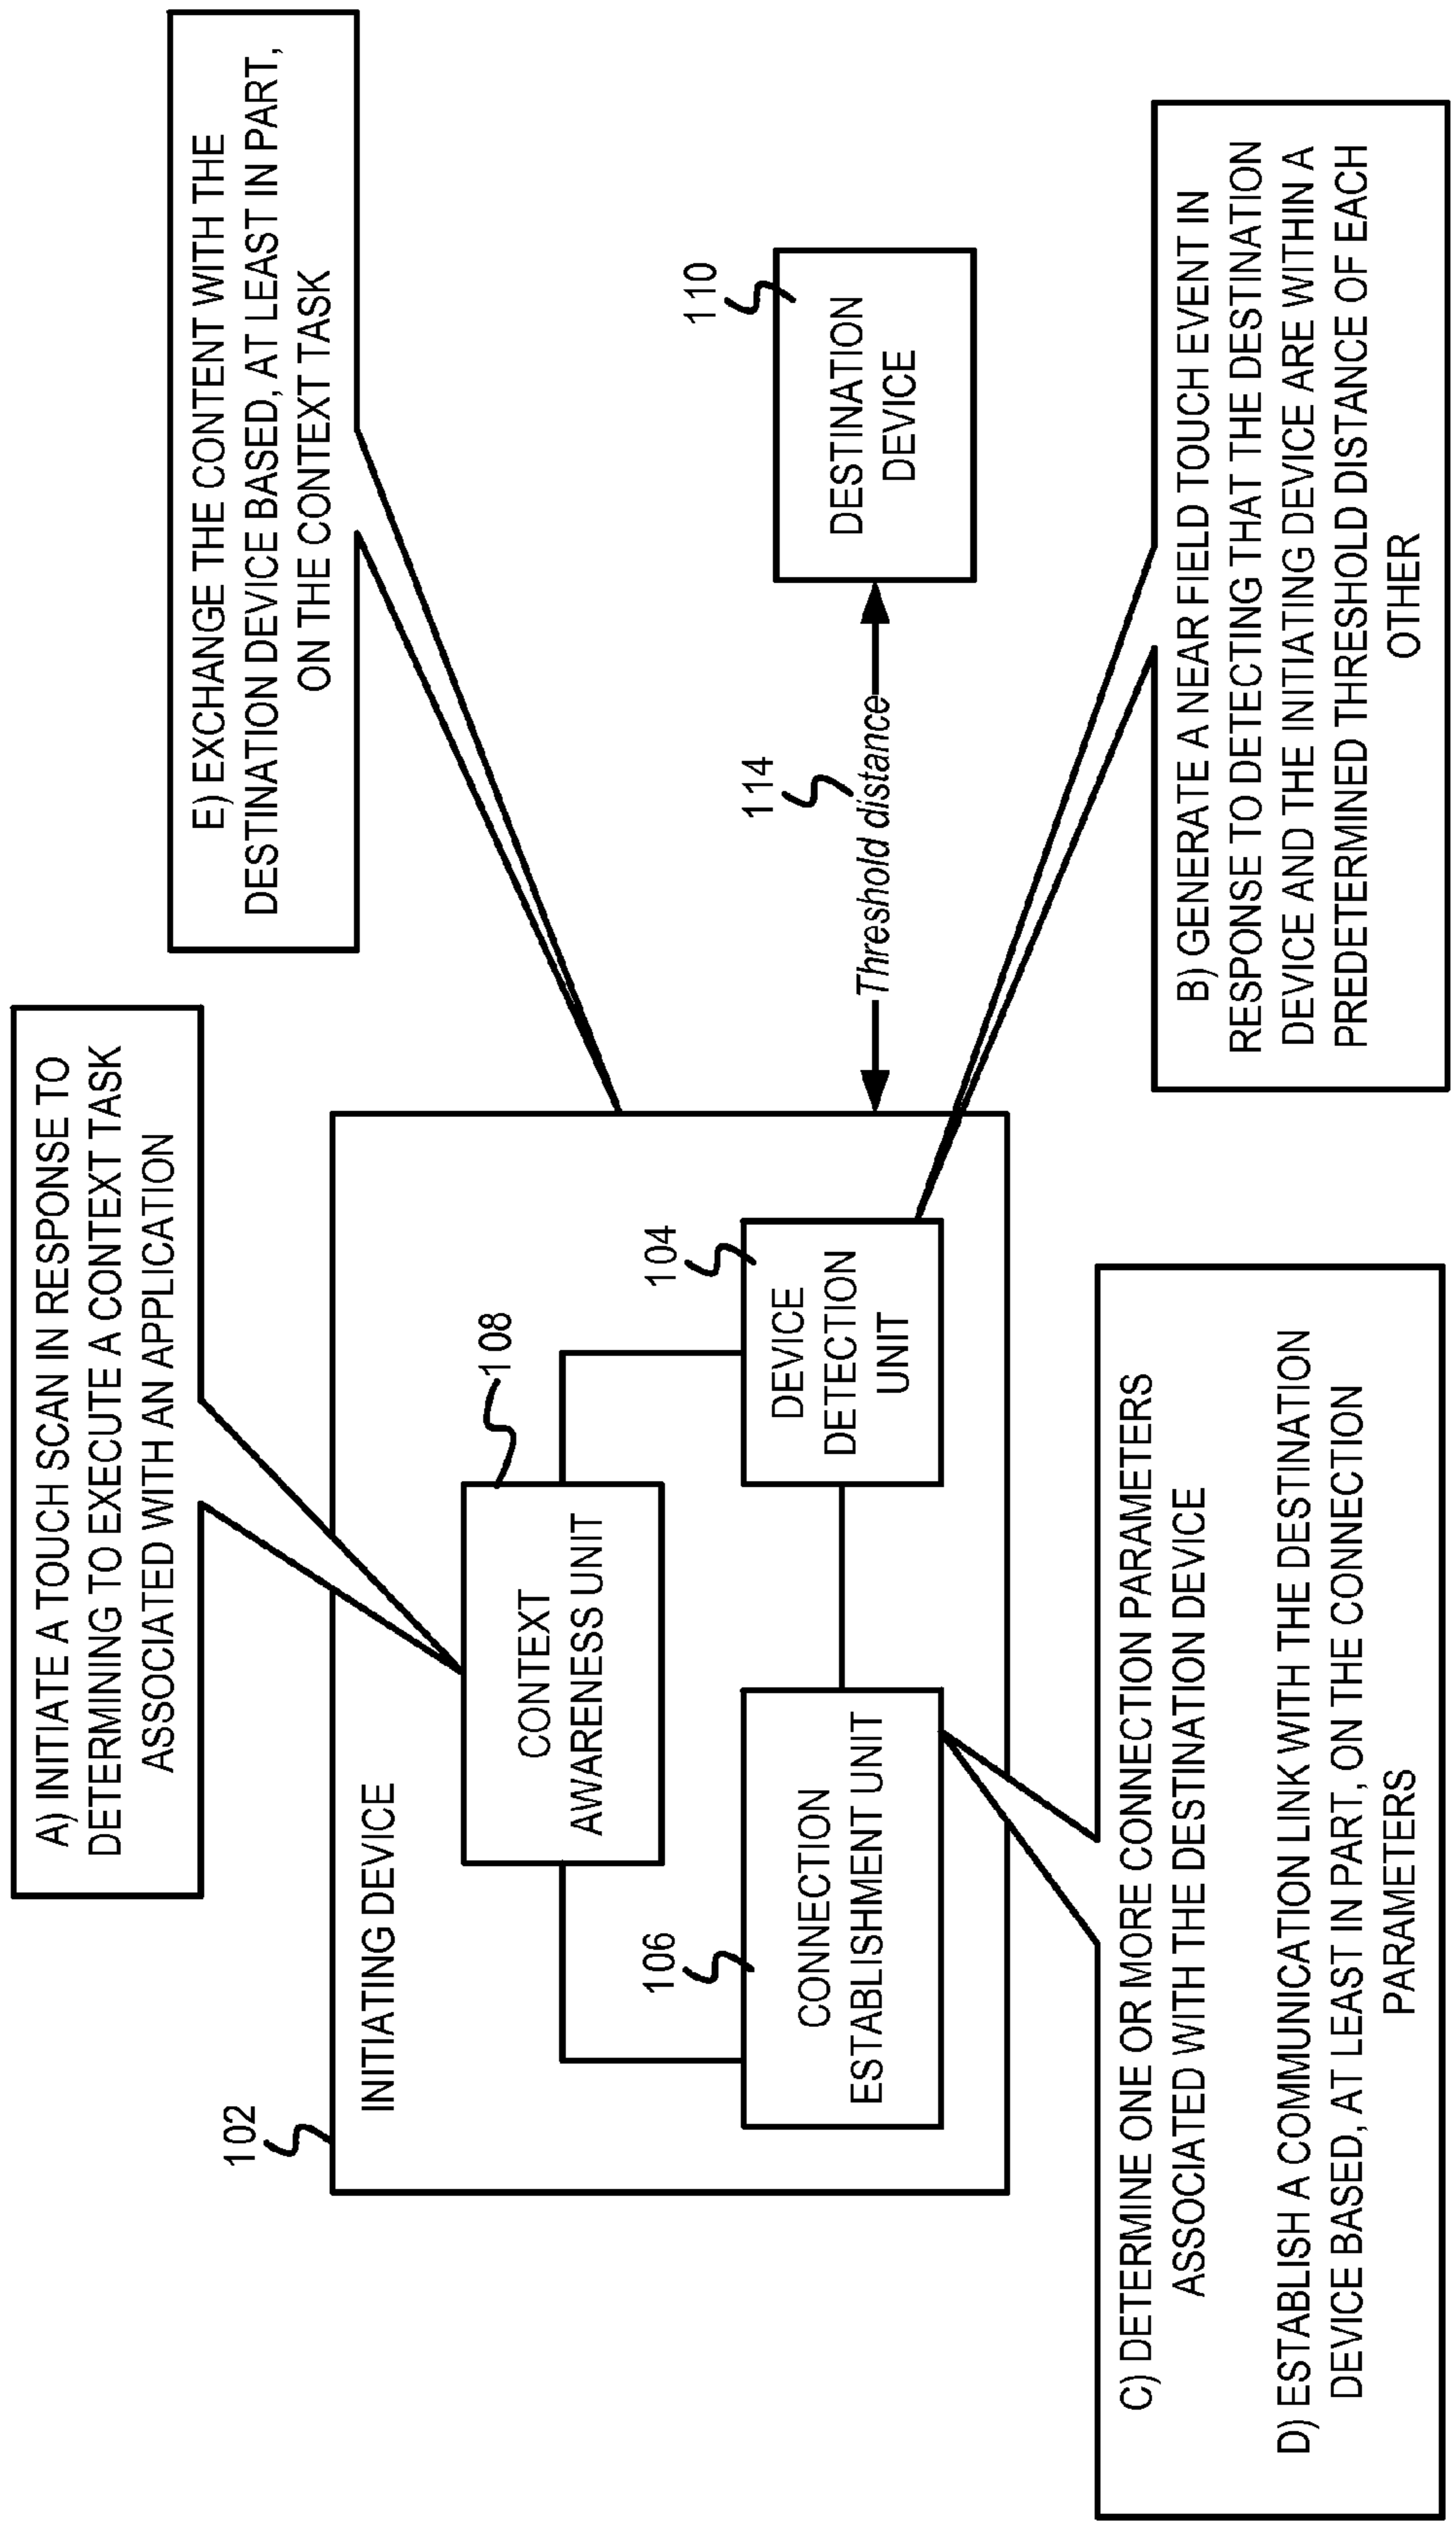 A) INITIATE A TOUCH SCAN IN RESPONSE TO
DETERMINING TO EXECUTE A CONTEXT TASK
ASSOCIATED WITH AN APPLICATION
E) EXCHANGE THE CONTENT WITH THE
DESTINATION DEVICE BASED, AT LEAST IN PART,
ON THE CONTEXT TASK
102
INITIATING DEVICE
108
CONTEXT
AWARENESS UNIT
106
CONNECTION
ESTABLISHMENT UNIT
104
DEVICE
DETECTION
UNIT
114
Threshold distance
110
DESTINATION
DEVICE
C) DETERMINE ONE OR MORE CONNECTION PARAMETERS
ASSOCIATED WITH THE DESTINATION DEVICE
D) ESTABLISH A COMMUNICATION LINK WITH THE DESTINATION
DEVICE BASED, AT LEAST IN PART, ON THE CONNECTION
PARAMETERS
B) GENERATE A NEAR FIELD TOUCH EVENT IN
RESPONSE TO DETECTING THAT THE DESTINATION
DEVICE AND THE INITIATING DEVICE ARE WITHIN A
PREDETERMINED THRESHOLD DISTANCE OF EACH
OTHER